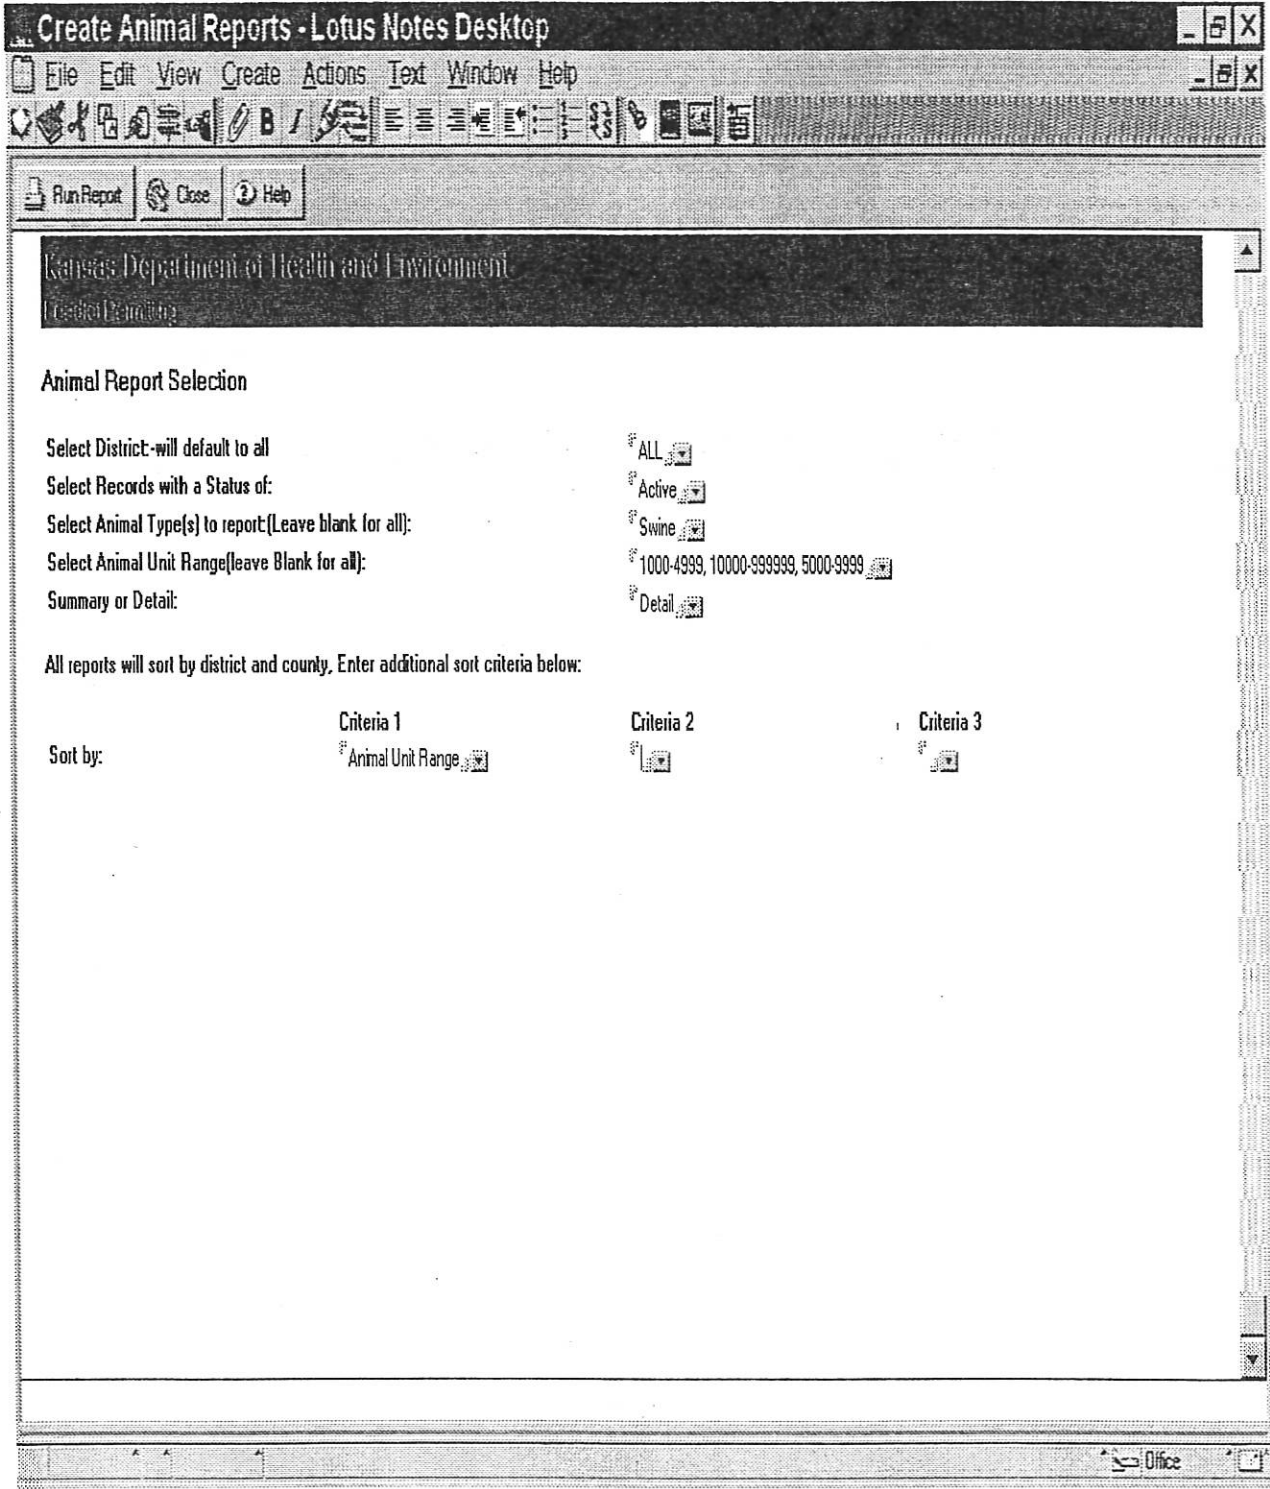 Create Animal Reports - Lotus Notes Desktop
File Edit View Create Actions Text Window Help
Run Report Close Help
Kansas Department of Health and Environment
Animal Report Selection
Select District:-will default to all ALL
Select Records with a Status of: Active
Select Animal Type(s) to report:(Leave blank for all): Swine
Select Animal Unit Range(leave Blank for all): 1000-4999, 10000-999999, 5000-9999
Summary or Detail: Detail
All reports will sort by district and county, Enter additional sort criteria below:
Criteria 1 Criteria 2 Criteria 3
Sort by: Animal Unit Range
Office